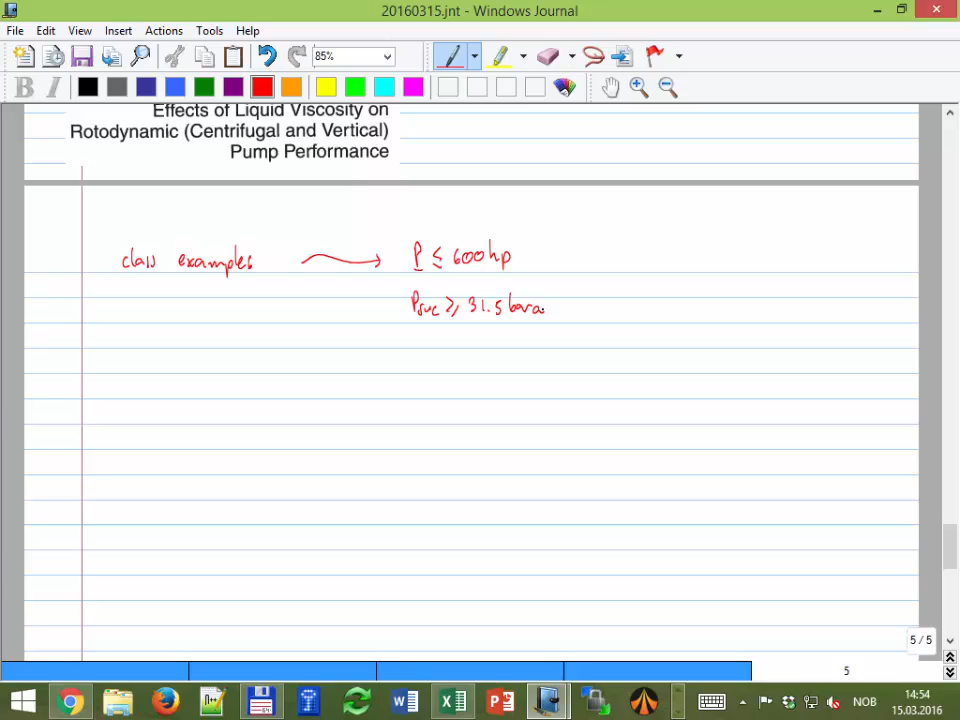 20160315.jnt - Windows Journal
File Edit View Insert Actions Tools Help
85%
B I
Effects of Liquid Viscosity on
Rotodynamic (Centrifugal and Vertical)
Pump Performance
class examples → P ≤ 600 hp
Psuc ≥ 31.5 bara
5 / 5
5
NOB
14:54
15.03.2016